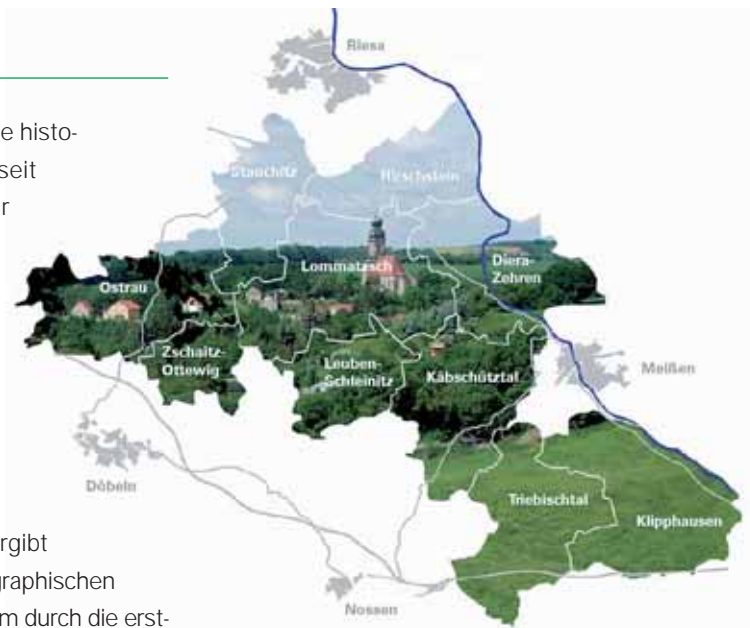 e histo-
seit
r
rgibt
graphischen
m durch die erst-
Riesa
Stauchitz
Hirschstein
Lommatzsch
Diera-
Zehren
Ostrau
Zschaitz-
Ottewig
Leuben-
Schleinitz
Käbschütztal
Meißen
Döbeln
Triebischtal
Klipphausen
Nossen